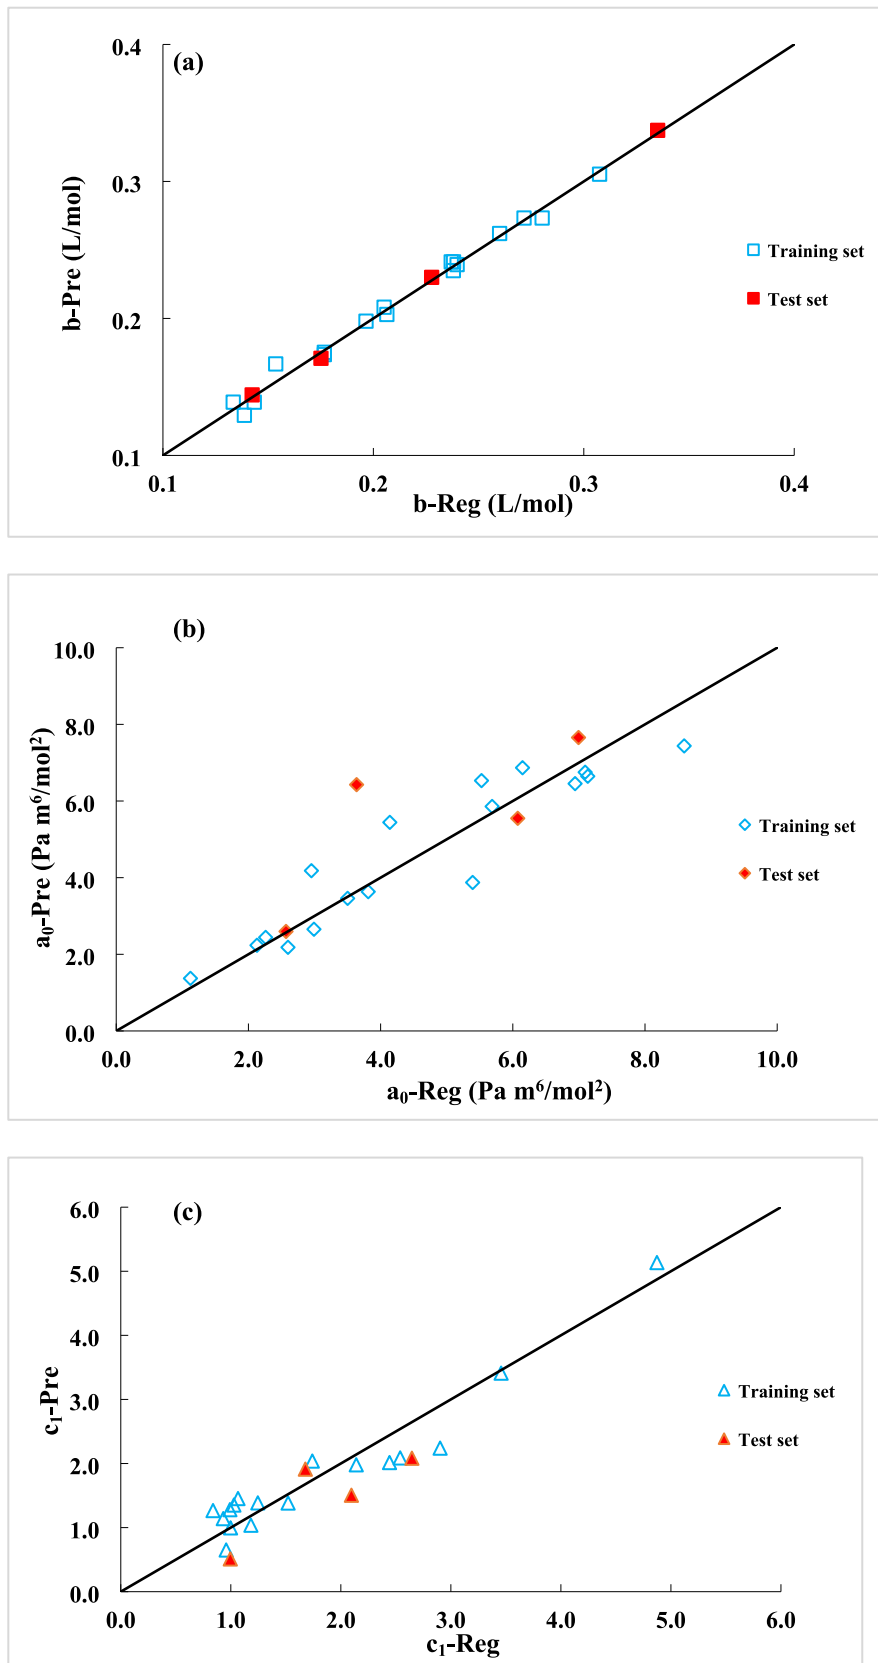 (a)
0.4
0.3
0.2
0.1
b-Pre (L/mol)
Training set
Test set
0.1 0.2 0.3 0.4
b-Reg (L/mol)
(b)
10.0
8.0
6.0
4.0
2.0
0.0
a₀-Pre (Pa m⁶/mol²)
Training set
Test set
0.0 2.0 4.0 6.0 8.0 10.0
a₀-Reg (Pa m⁶/mol²)
(c)
6.0
5.0
4.0
3.0
2.0
1.0
0.0
c₁-Pre
Training set
Test set
0.0 1.0 2.0 3.0 4.0 5.0 6.0
c₁-Reg